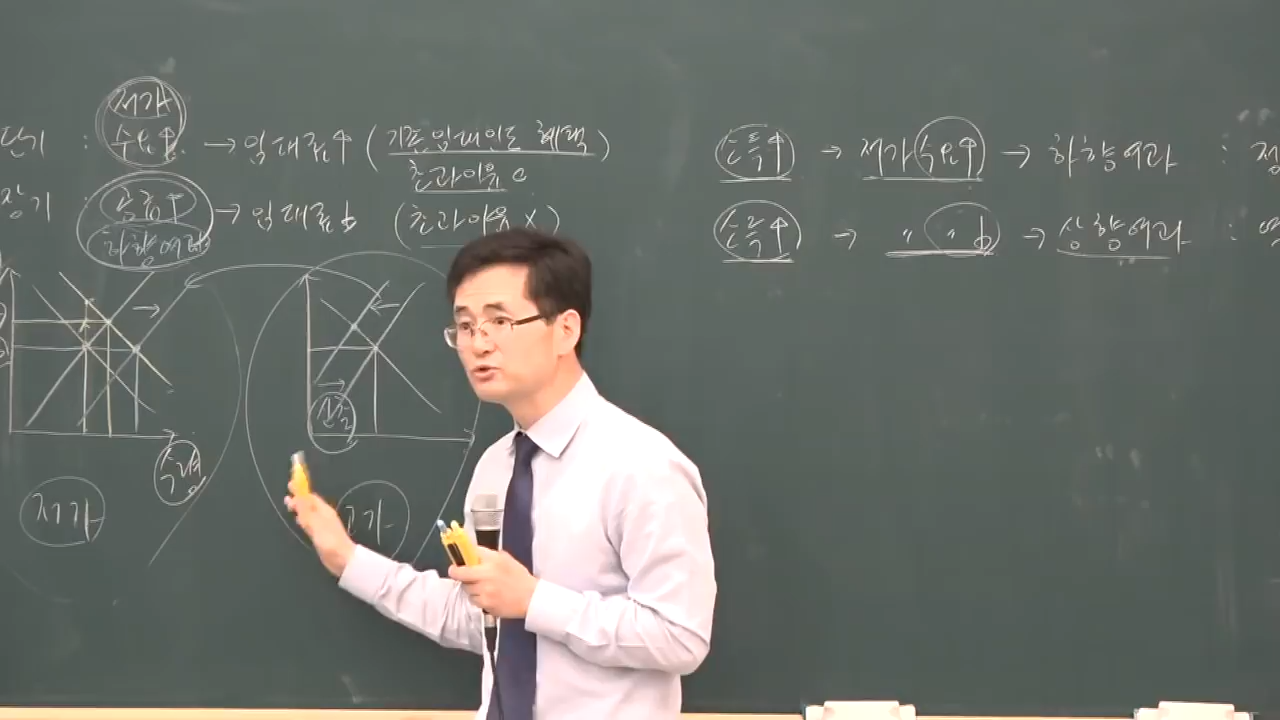 저가
단기 : 수요↑ → 임대료↑ (기존임대인도 혜택)
초과이윤 ○
장기 : 공급↑ → 임대료↓ (초과이윤 X)
하향여과
소득↑ → 저가수요↑ → 하향여과 : 정
소득↑ → 〃 〃 ↓ → 상향여과 :
수량
저가
고가